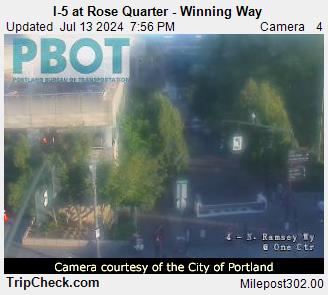 I-5 at Rose Quarter - Winning Way
Updated Jul 13 2024 7:56 PM Camera 4
PBOT
PORTLAND BUREAU OF TRANSPORTATION
4 - N. Ramsey Wy
@ One Ctr
Camera courtesy of the City of Portland
TripCheck.com Milepost302.00